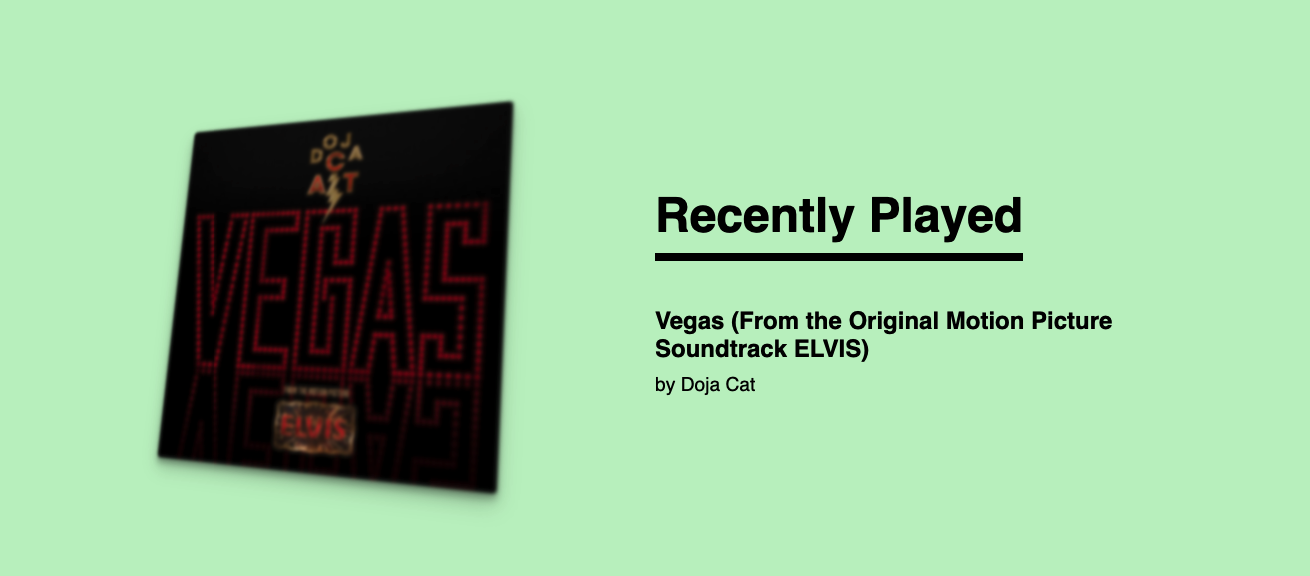 DOJA
CAT
VEGAS
ELVIS
Recently Played
Vegas (From the Original Motion Picture
Soundtrack ELVIS)
by Doja Cat